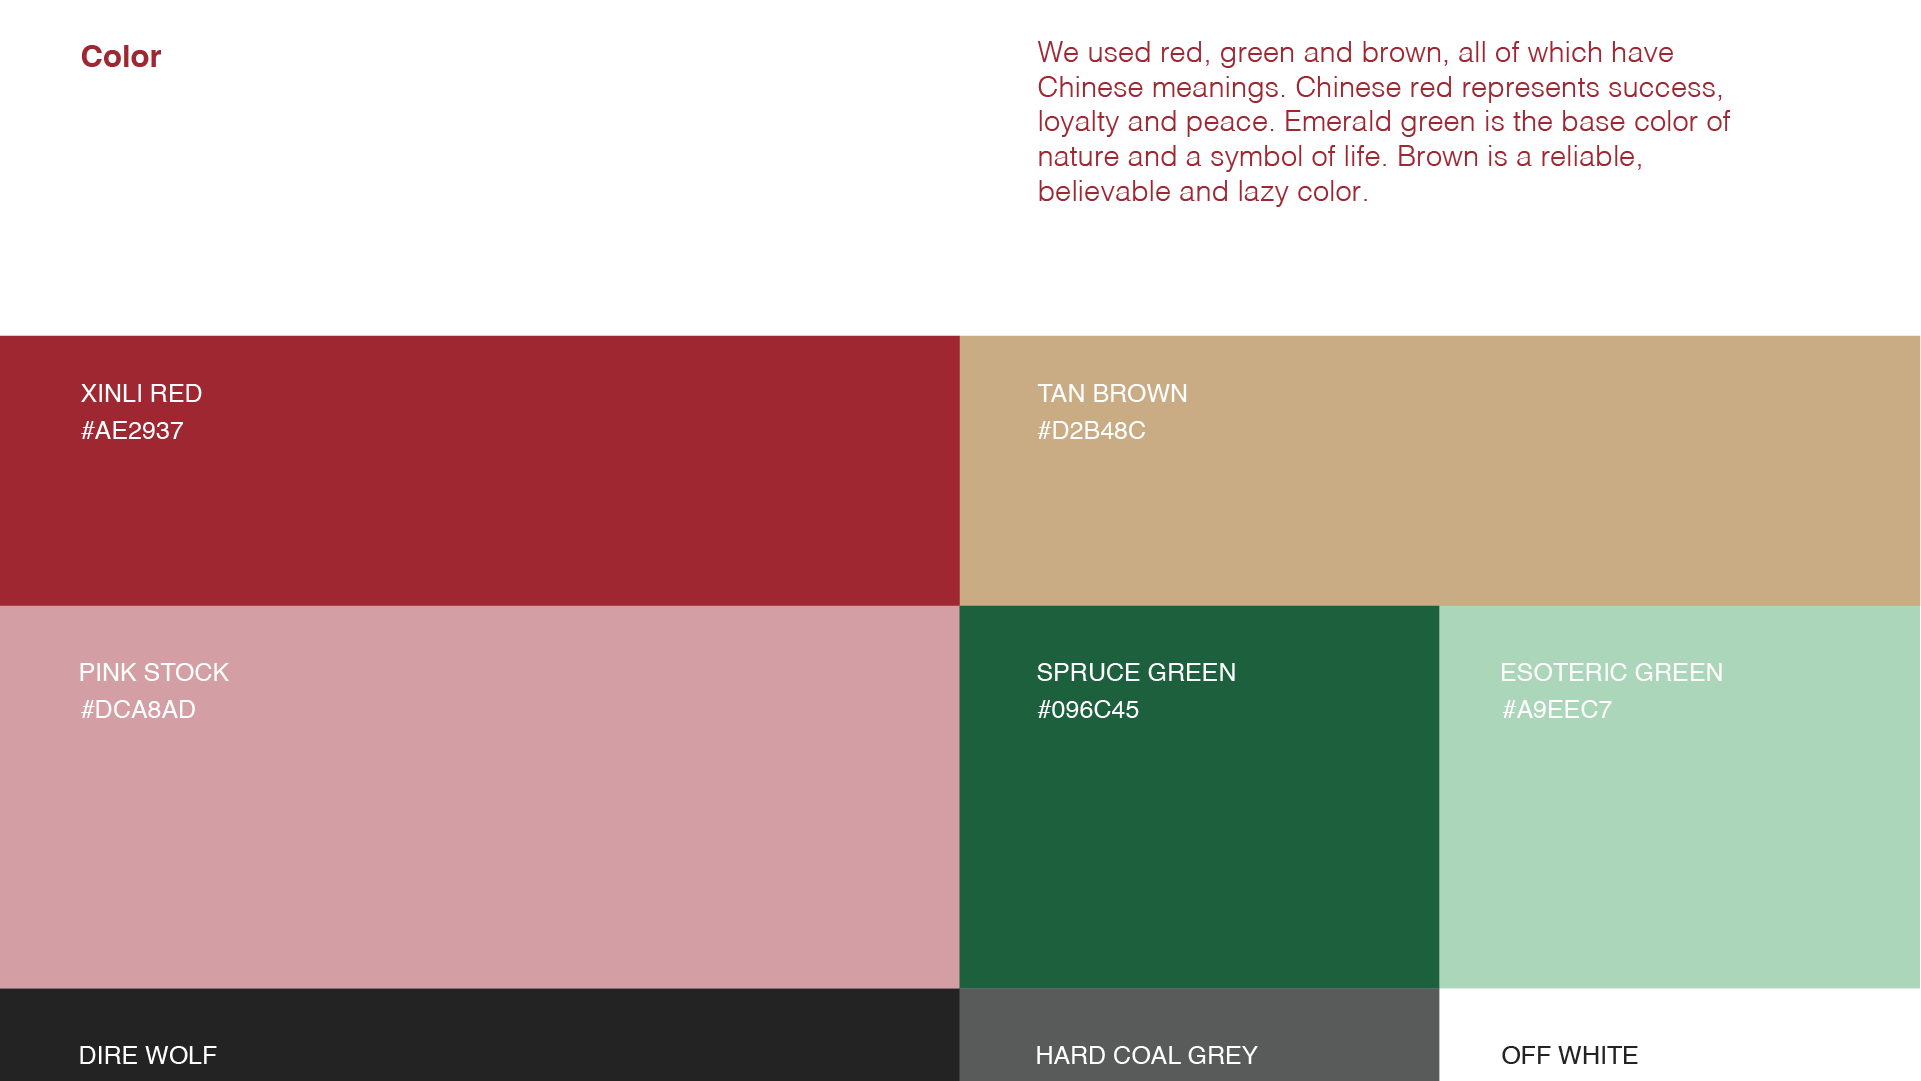 Color
We used red, green and brown, all of which have
Chinese meanings. Chinese red represents success,
loyalty and peace. Emerald green is the base color of
nature and a symbol of life. Brown is a reliable,
believable and lazy color.
XINLI RED
#AE2937
TAN BROWN
#D2B48C
PINK STOCK
#DCA8AD
SPRUCE GREEN
#096C45
ESOTERIC GREEN
#A9EEC7
DIRE WOLF
HARD COAL GREY
OFF WHITE